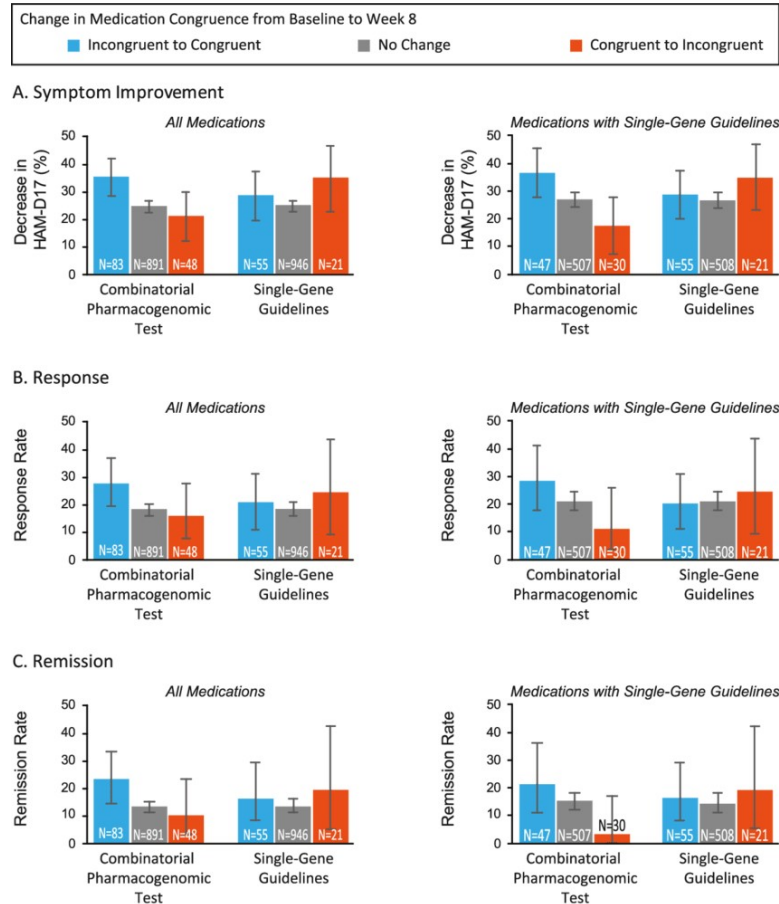 Change in Medication Congruence from Baseline to Week 8
Incongruent to Congruent No Change Congruent to Incongruent
A. Symptom Improvement
All Medications
Decrease in
HAM-D17 (%)
50
40
30
20
10
0
N=83 N=891 N=48 N=55 N=946 N=21
Combinatorial
Pharmacogenomic
Test
Single-Gene
Guidelines
Medications with Single-Gene Guidelines
Decrease in
HAM-D17 (%)
50
40
30
20
10
0
N=47 N=507 N=30 N=55 N=508 N=21
Combinatorial
Pharmacogenomic
Test
Single-Gene
Guidelines
B. Response
All Medications
Response Rate
50
40
30
20
10
0
N=83 N=891 N=48 N=55 N=946 N=21
Combinatorial
Pharmacogenomic
Test
Single-Gene
Guidelines
Medications with Single-Gene Guidelines
Response Rate
50
40
30
20
10
0
N=47 N=507 N=30 N=55 N=508 N=21
Combinatorial
Pharmacogenomic
Test
Single-Gene
Guidelines
C. Remission
All Medications
Remission Rate
50
40
30
20
10
0
N=83 N=891 N=48 N=55 N=946 N=21
Combinatorial
Pharmacogenomic
Test
Single-Gene
Guidelines
Medications with Single-Gene Guidelines
Remission Rate
50
40
30
20
10
0
N=47 N=507 N=30 N=55 N=508 N=21
Combinatorial
Pharmacogenomic
Test
Single-Gene
Guidelines